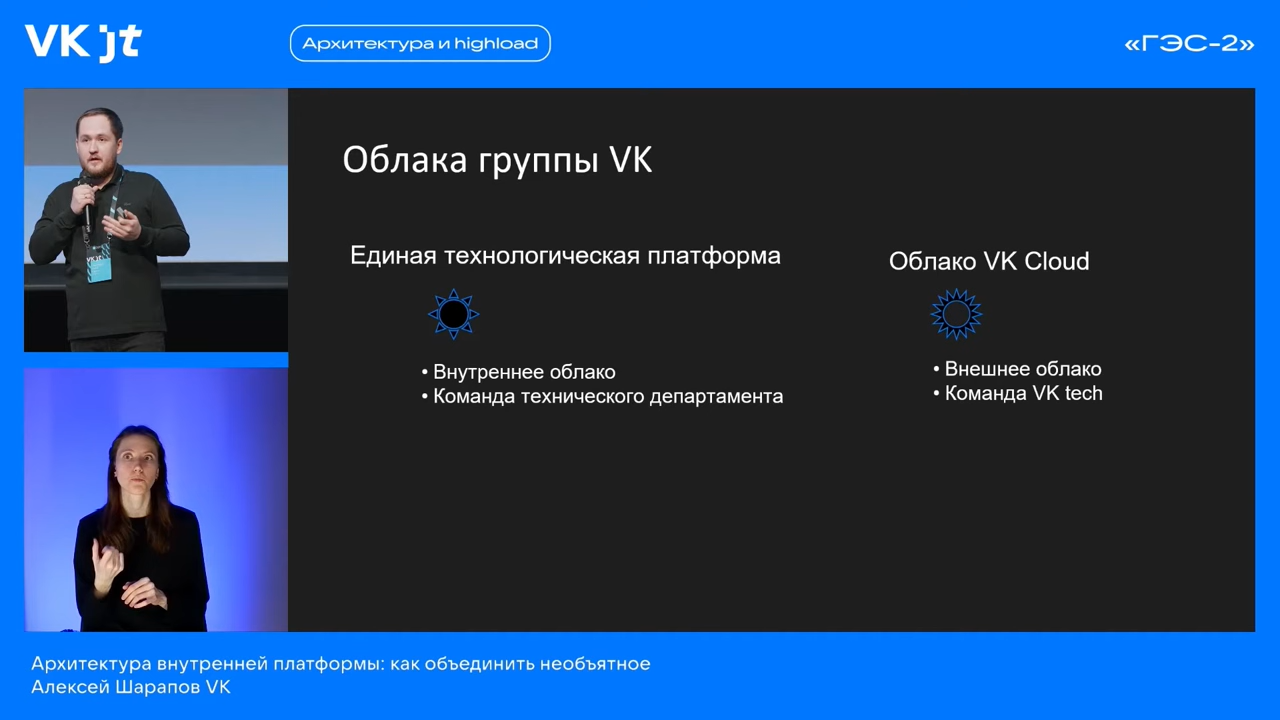 VK jt
Архитектура и highload
«ГЭС-2»
Облака группы VK
Единая технологическая платформа
• Внутреннее облако
• Команда технического департамента
Облако VK Cloud
• Внешнее облако
• Команда VK tech
Архитектура внутренней платформы: как объединить необъятное
Алексей Шарапов VK